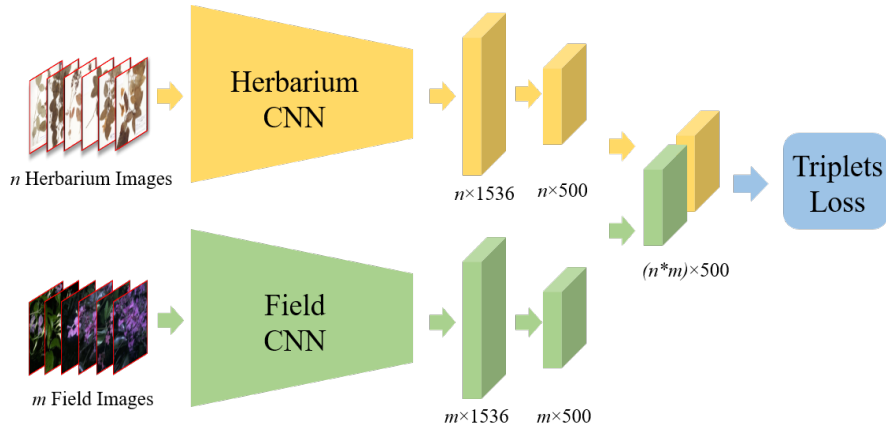 Herbarium
CNN
n Herbarium Images
n×1536
n×500
Triplets
Loss
(n*m)×500
Field
CNN
m Field Images
m×1536
m×500